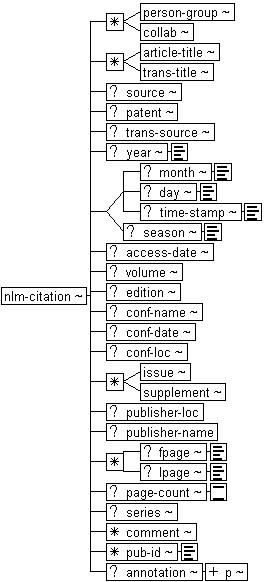 * person-group ~
collab ~
* article-title ~
trans-title ~
? source ~
? patent ~
? trans-source ~
? year ~
? month ~
? day ~
? time-stamp ~
? season ~
? access-date ~
? volume ~
nlm-citation ~ ? edition ~
? conf-name ~
? conf-date ~
? conf-loc ~
* issue ~
supplement ~
? publisher-loc
? publisher-name
* ? fpage ~
? lpage ~
? page-count ~
? series ~
* comment ~
* pub-id ~
? annotation ~ + p ~